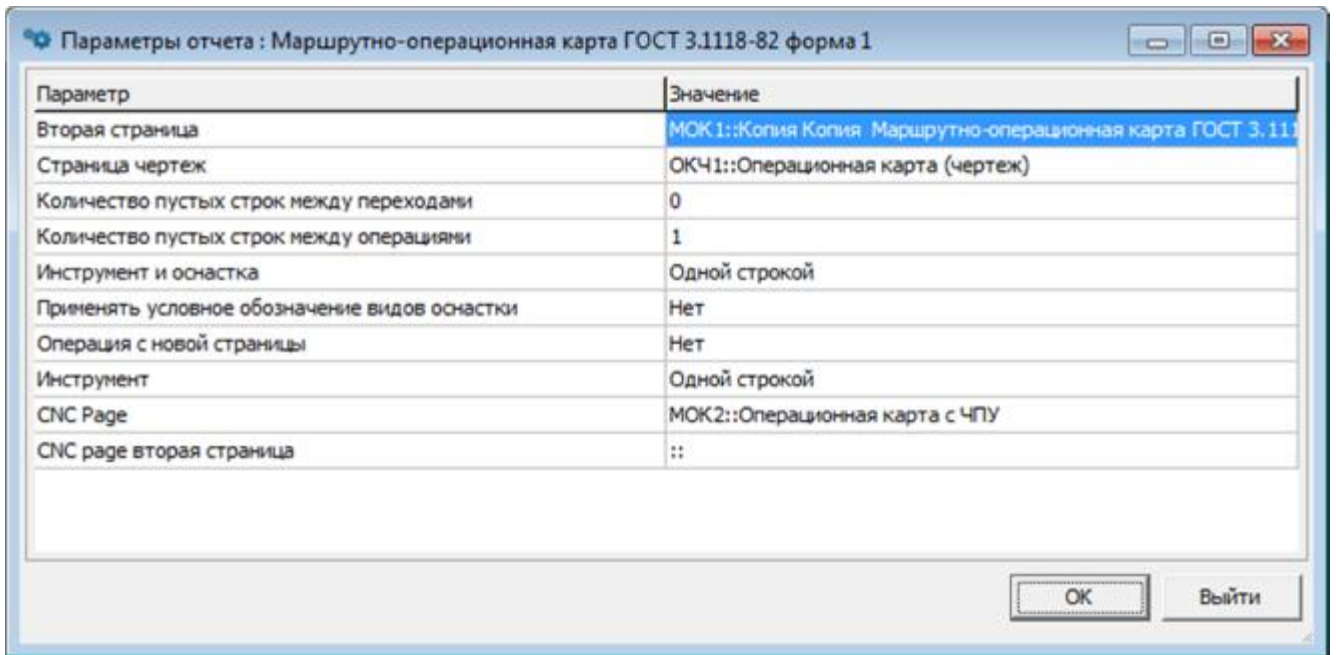 Параметры отчета : Маршрутно-операционная карта ГОСТ 3.1118-82 форма 1
Параметр Значение
Вторая страница МОК1::Копия Копия Маршрутно-операционная карта ГОСТ 3.111
Страница чертеж ОКЧ1::Операционная карта (чертеж)
Количество пустых строк между переходами 0
Количество пустых строк между операциями 1
Инструмент и оснастка Одной строкой
Применять условное обозначение видов оснастки Нет
Операция с новой страницы Нет
Инструмент Одной строкой
CNC Page МОК2::Операционная карта с ЧПУ
CNC page вторая страница ::
OK Выйти